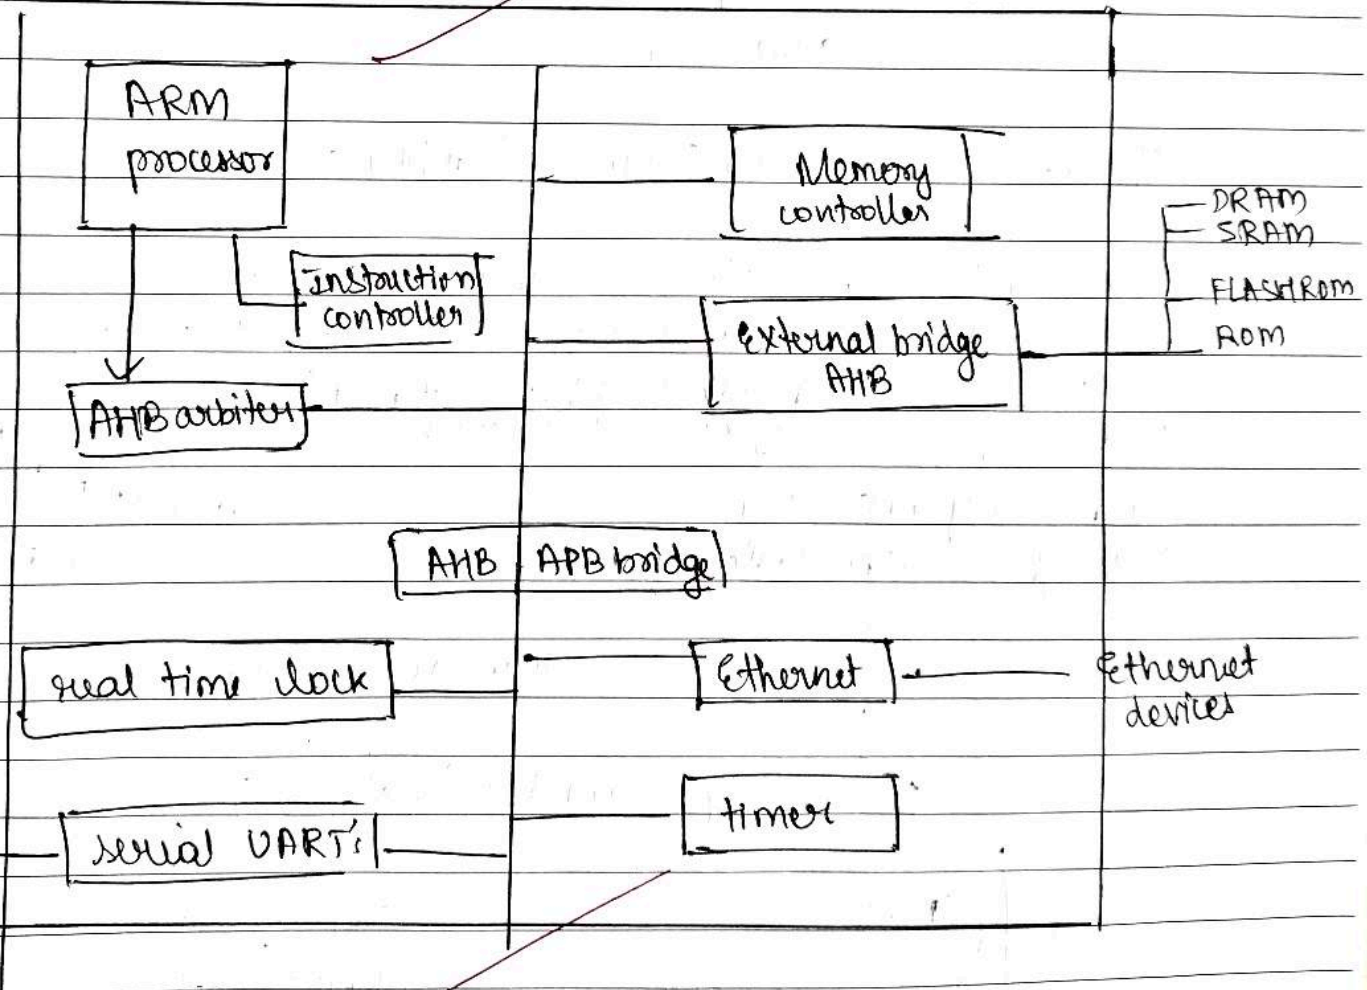 ARM
processor
Memory
controller
DRAM
SRAM
Instruction
controller
FLASHROM
External bridge
AHB
ROM
AHB arbiter
AHB APB bridge
real time clock
Ethernet
Ethernet
devices
timer
serial UART's